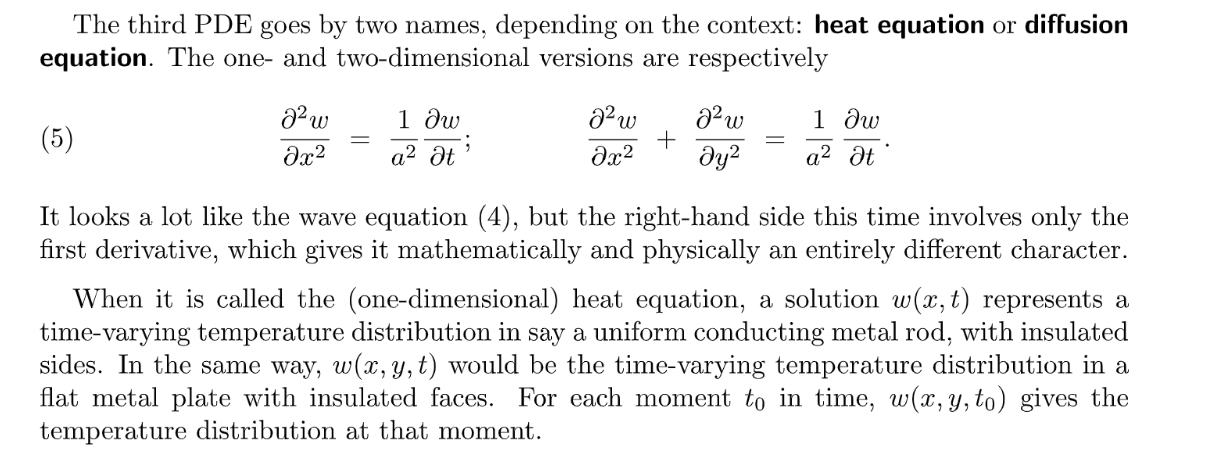 The third PDE goes by two names, depending on the context: heat equation or diffusion
equation. The one- and two-dimensional versions are respectively
(5) ∂²w/∂x² = 1/a² ∂w/∂t; ∂²w/∂x² + ∂²w/∂y² = 1/a² ∂w/∂t.
It looks a lot like the wave equation (4), but the right-hand side this time involves only the
first derivative, which gives it mathematically and physically an entirely different character.
When it is called the (one-dimensional) heat equation, a solution w(x, t) represents a
time-varying temperature distribution in say a uniform conducting metal rod, with insulated
sides. In the same way, w(x, y, t) would be the time-varying temperature distribution in a
flat metal plate with insulated faces. For each moment t₀ in time, w(x, y, t₀) gives the
temperature distribution at that moment.